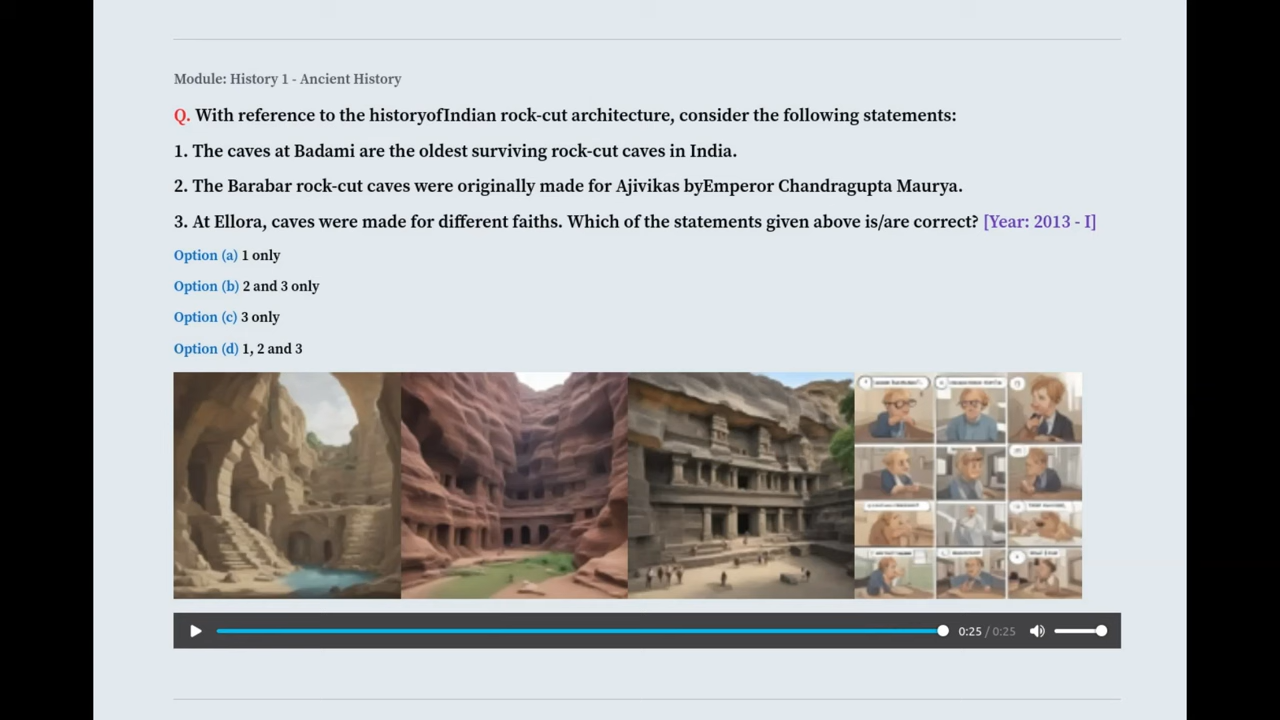 Module: History 1 - Ancient History
Q. With reference to the historyofIndian rock-cut architecture, consider the following statements:
1. The caves at Badami are the oldest surviving rock-cut caves in India.
2. The Barabar rock-cut caves were originally made for Ajivikas byEmperor Chandragupta Maurya.
3. At Ellora, caves were made for different faiths. Which of the statements given above is/are correct? [Year: 2013 - I]
Option (a) 1 only
Option (b) 2 and 3 only
Option (c) 3 only
Option (d) 1, 2 and 3
0:25 / 0:25